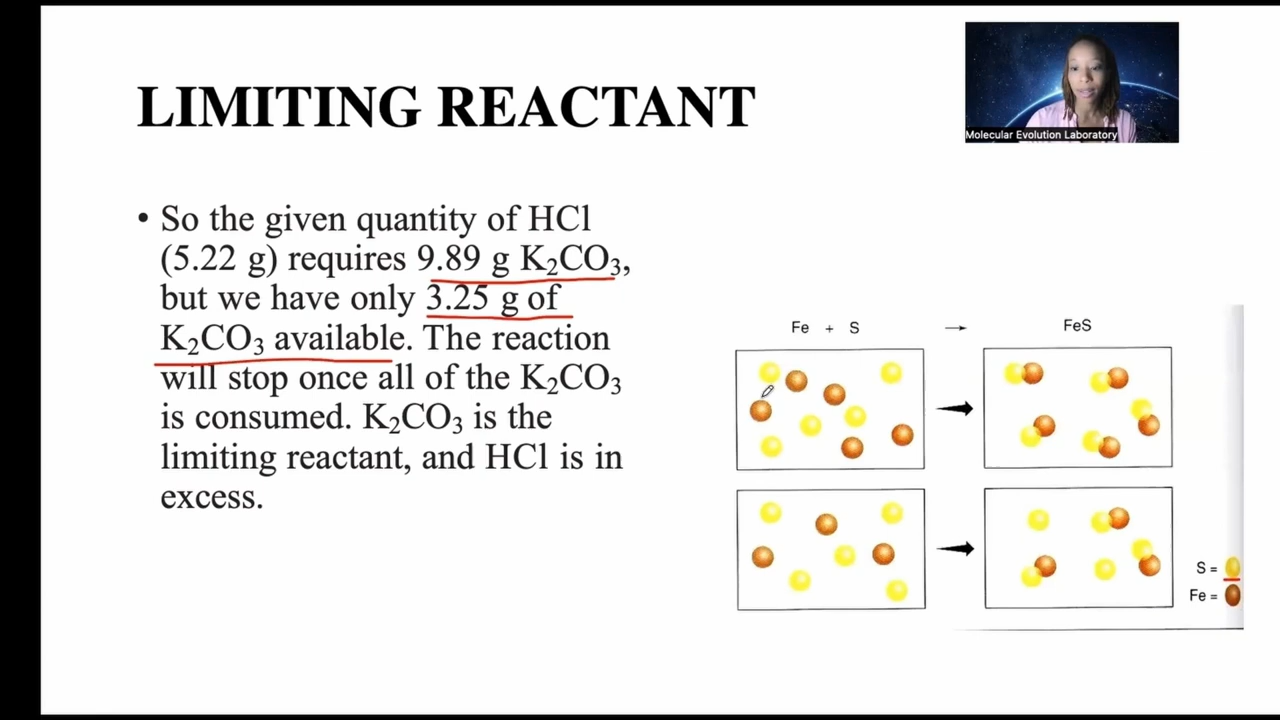 LIMITING REACTANT
Molecular Evolution Laboratory
• So the given quantity of HCl
(5.22 g) requires 9.89 g K₂CO₃,
but we have only 3.25 g of
K₂CO₃ available. The reaction
will stop once all of the K₂CO₃
is consumed. K₂CO₃ is the
limiting reactant, and HCl is in
excess.
Fe + S → FeS
S =
Fe =